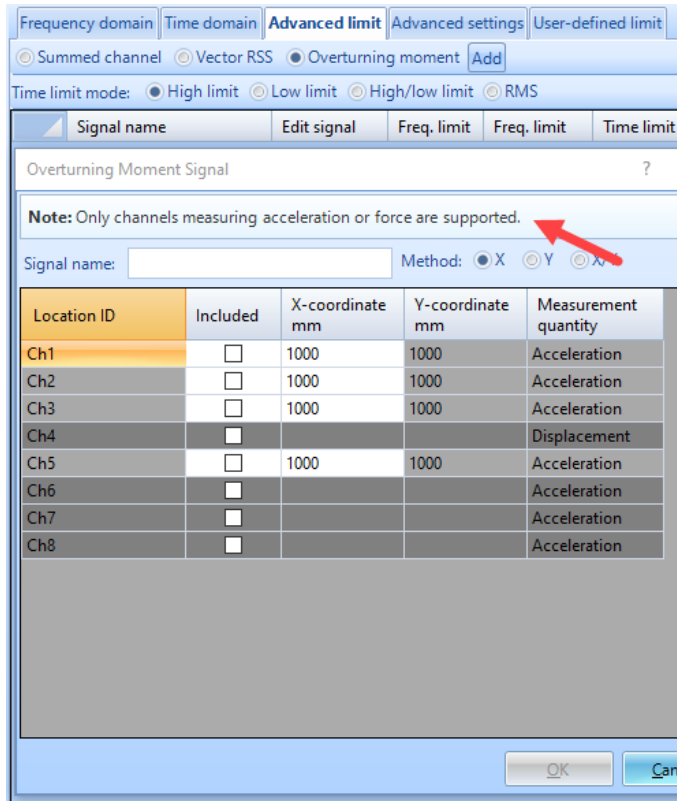 Frequency domain Time domain Advanced limit Advanced settings User-defined limit
Summed channel Vector RSS Overturning moment Add
Time limit mode: High limit Low limit High/low limit RMS
Signal name Edit signal Freq. limit Freq. limit Time limit
Overturning Moment Signal ?
Note: Only channels measuring acceleration or force are supported.
Signal name: Method: X Y
Location ID Included X-coordinate mm Y-coordinate mm Measurement quantity
Ch1 1000 1000 Acceleration
Ch2 1000 1000 Acceleration
Ch3 1000 1000 Acceleration
Ch4 Displacement
Ch5 1000 1000 Acceleration
Ch6 Acceleration
Ch7 Acceleration
Ch8 Acceleration
OK Can